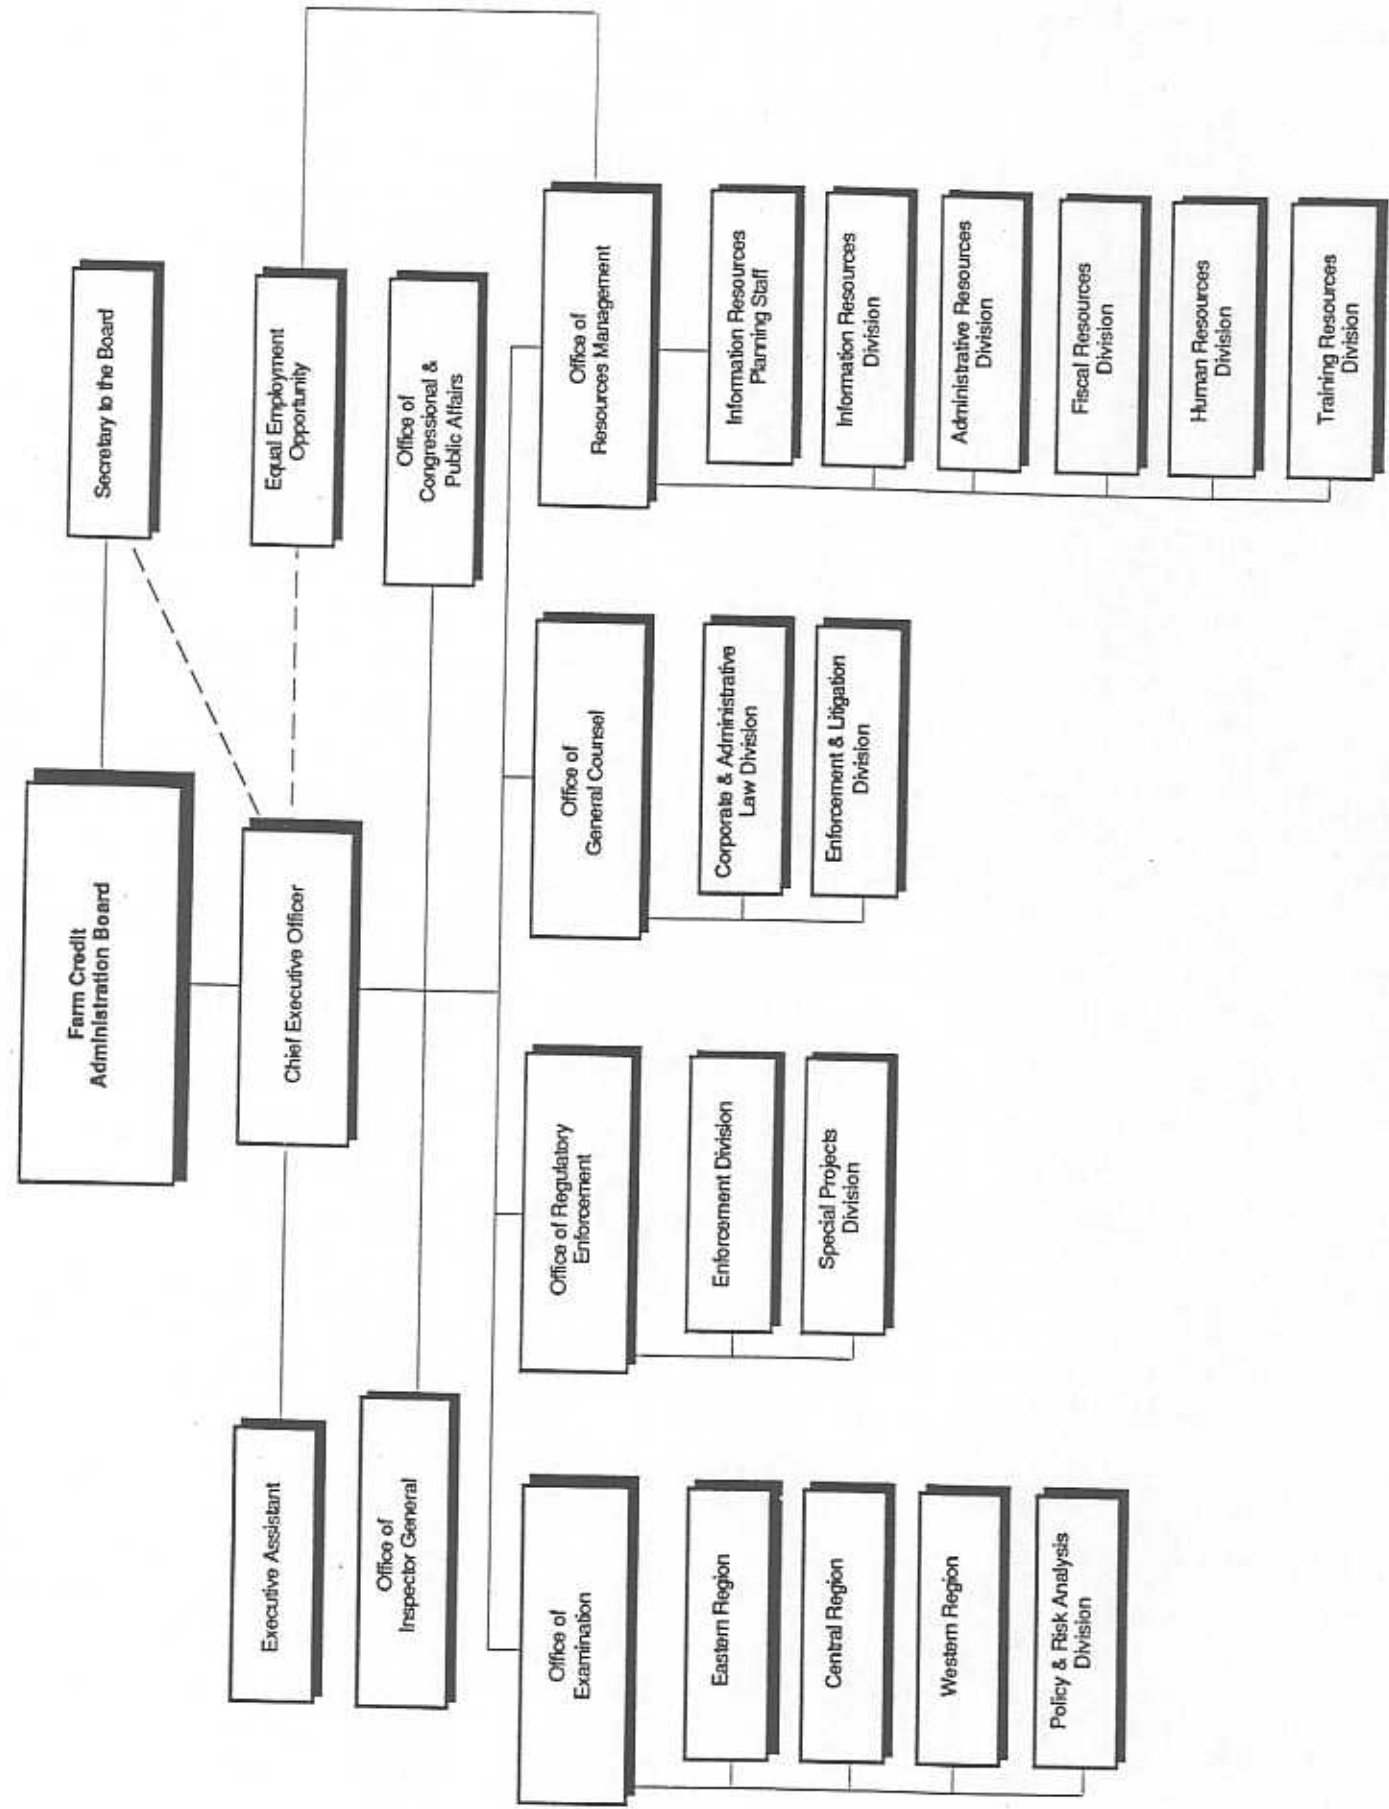 Farm Credit
Administration Board
Secretary to the Board
Chief Executive Officer
Executive Assistant
Equal Employment
Opportunity
Office of
Inspector General
Office of
Congressional &
Public Affairs
Office of
Examination
Eastern Region
Central Region
Western Region
Policy & Risk Analysis
Division
Office of Regulatory
Enforcement
Enforcement Division
Special Projects
Division
Office of
General Counsel
Corporate & Administrative
Law Division
Enforcement & Litigation
Division
Office of
Resources Management
Information Resources
Planning Staff
Information Resources
Division
Administrative Resources
Division
Fiscal Resources
Division
Human Resources
Division
Training Resources
Division